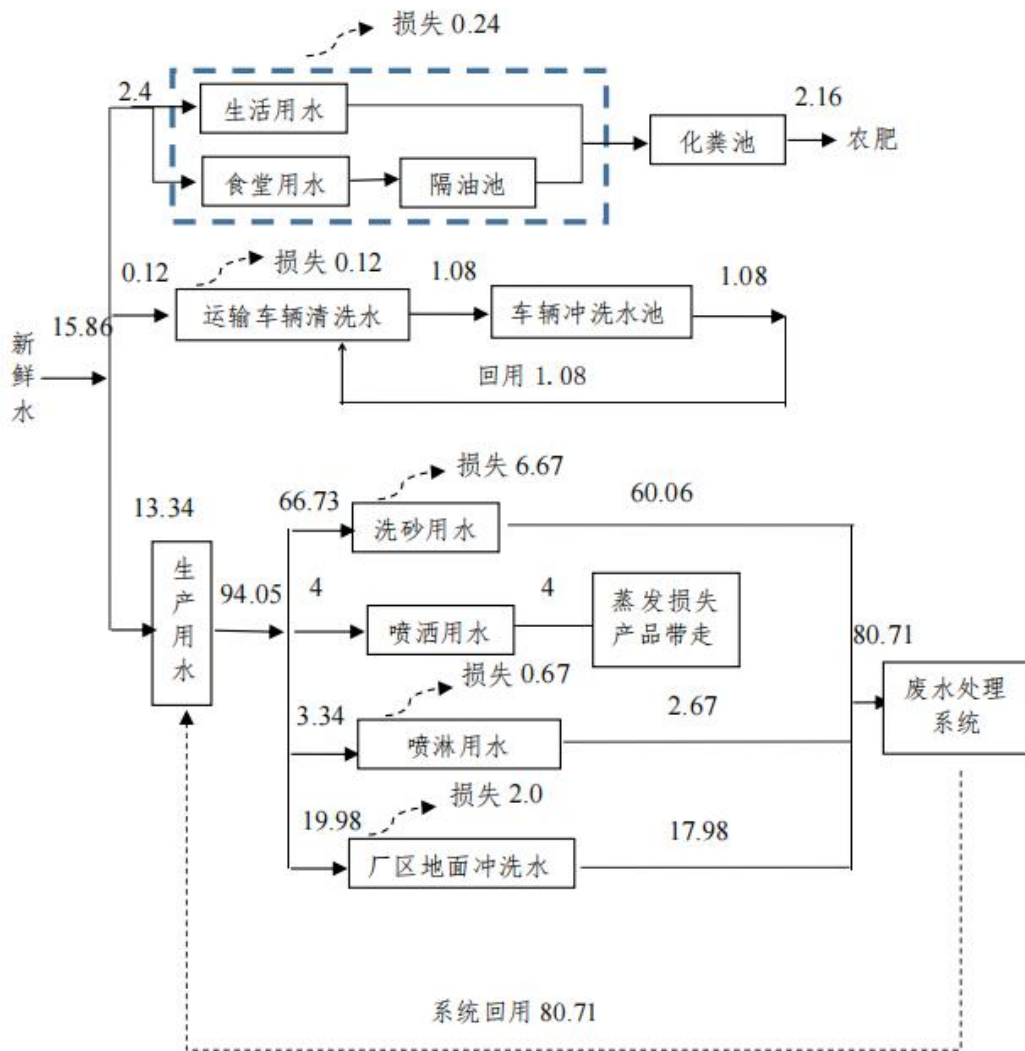 损失 0.24
2.4
生活用水
2.16
化粪池
农肥
食堂用水
隔油池
0.12
损失 0.12
1.08
1.08
运输车辆清洗水
车辆冲洗水池
15.86
新鲜水
回用 1.08
损失 6.67
13.34
66.73
60.06
洗砂用水
生产用水
94.05
4
4
蒸发损失
产品带走
喷洒用水
80.71
损失 0.67
废水处理
系统
3.34
2.67
喷淋用水
损失 2.0
19.98
17.98
厂区地面冲洗水
系统回用 80.71